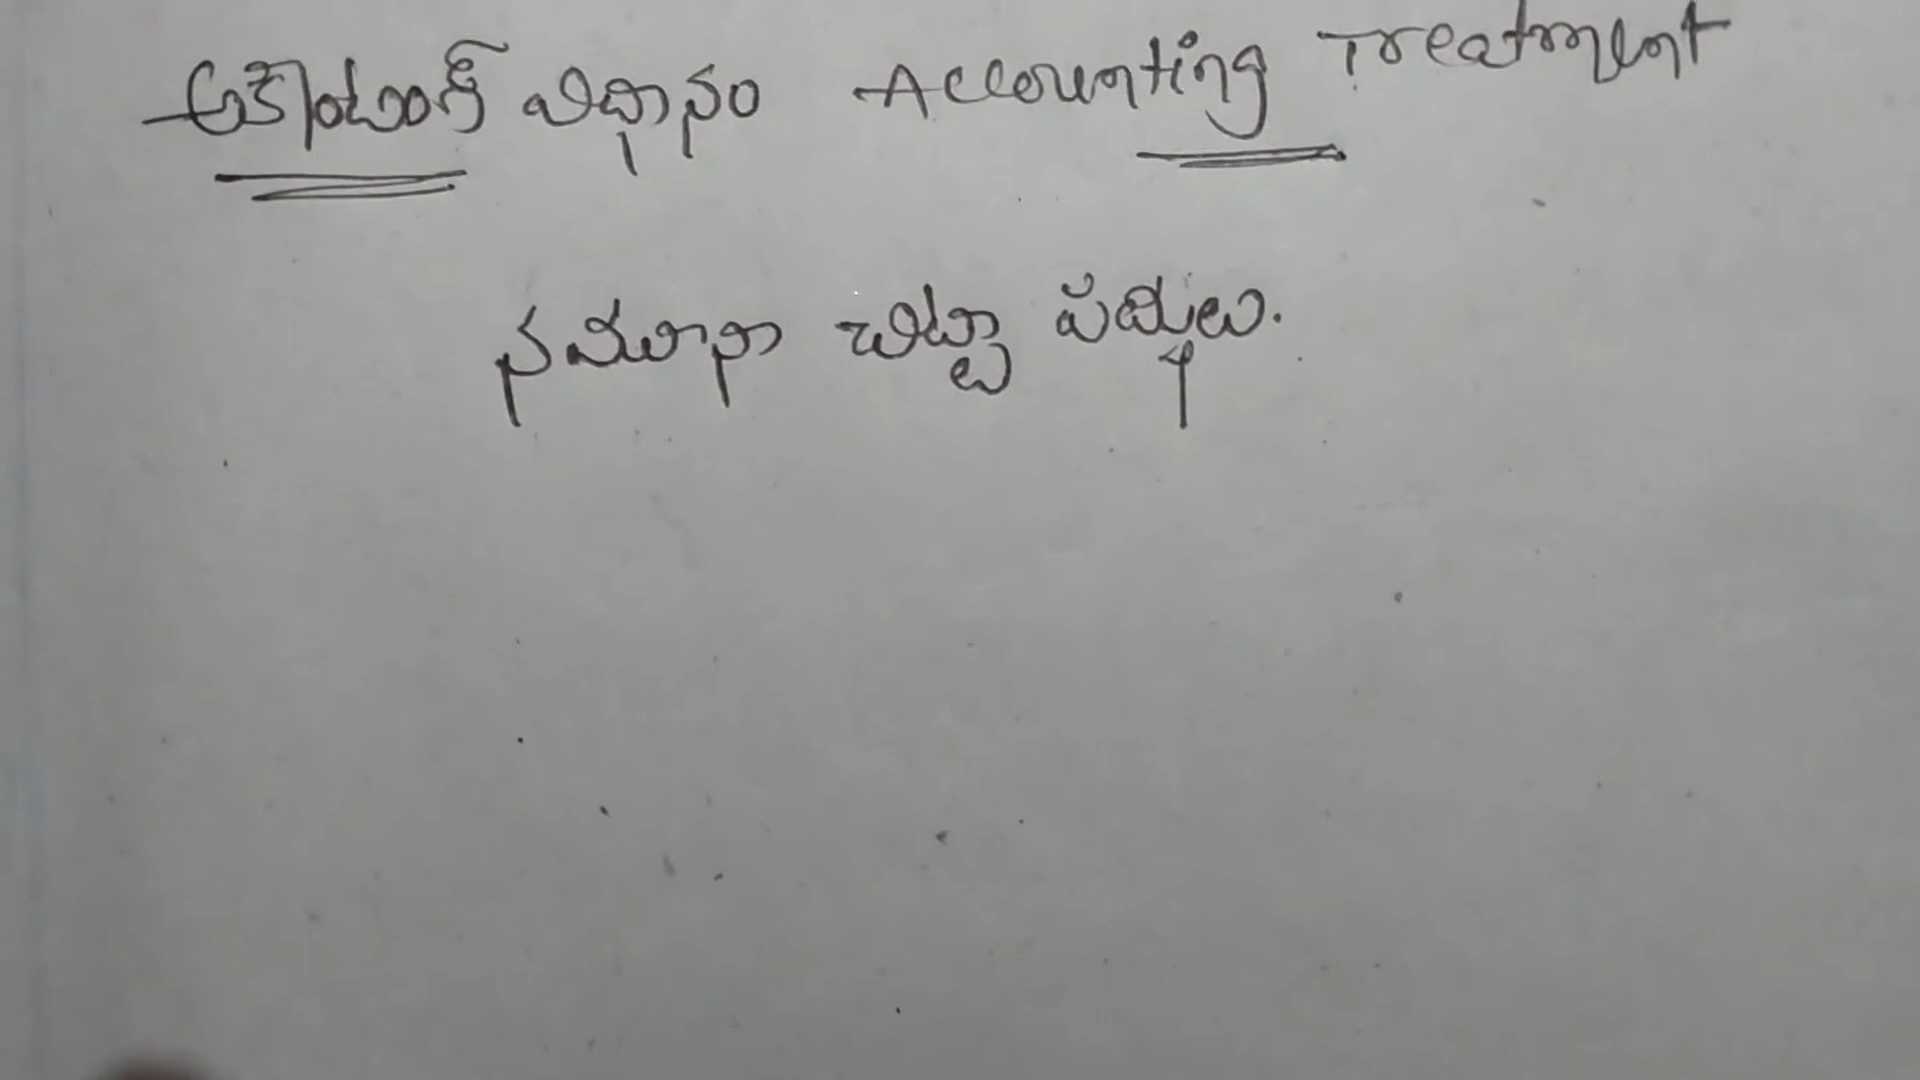 అకౌంటింగ్ విధానం Accounting Treatment
నమూనా చిట్టా పద్దులు.